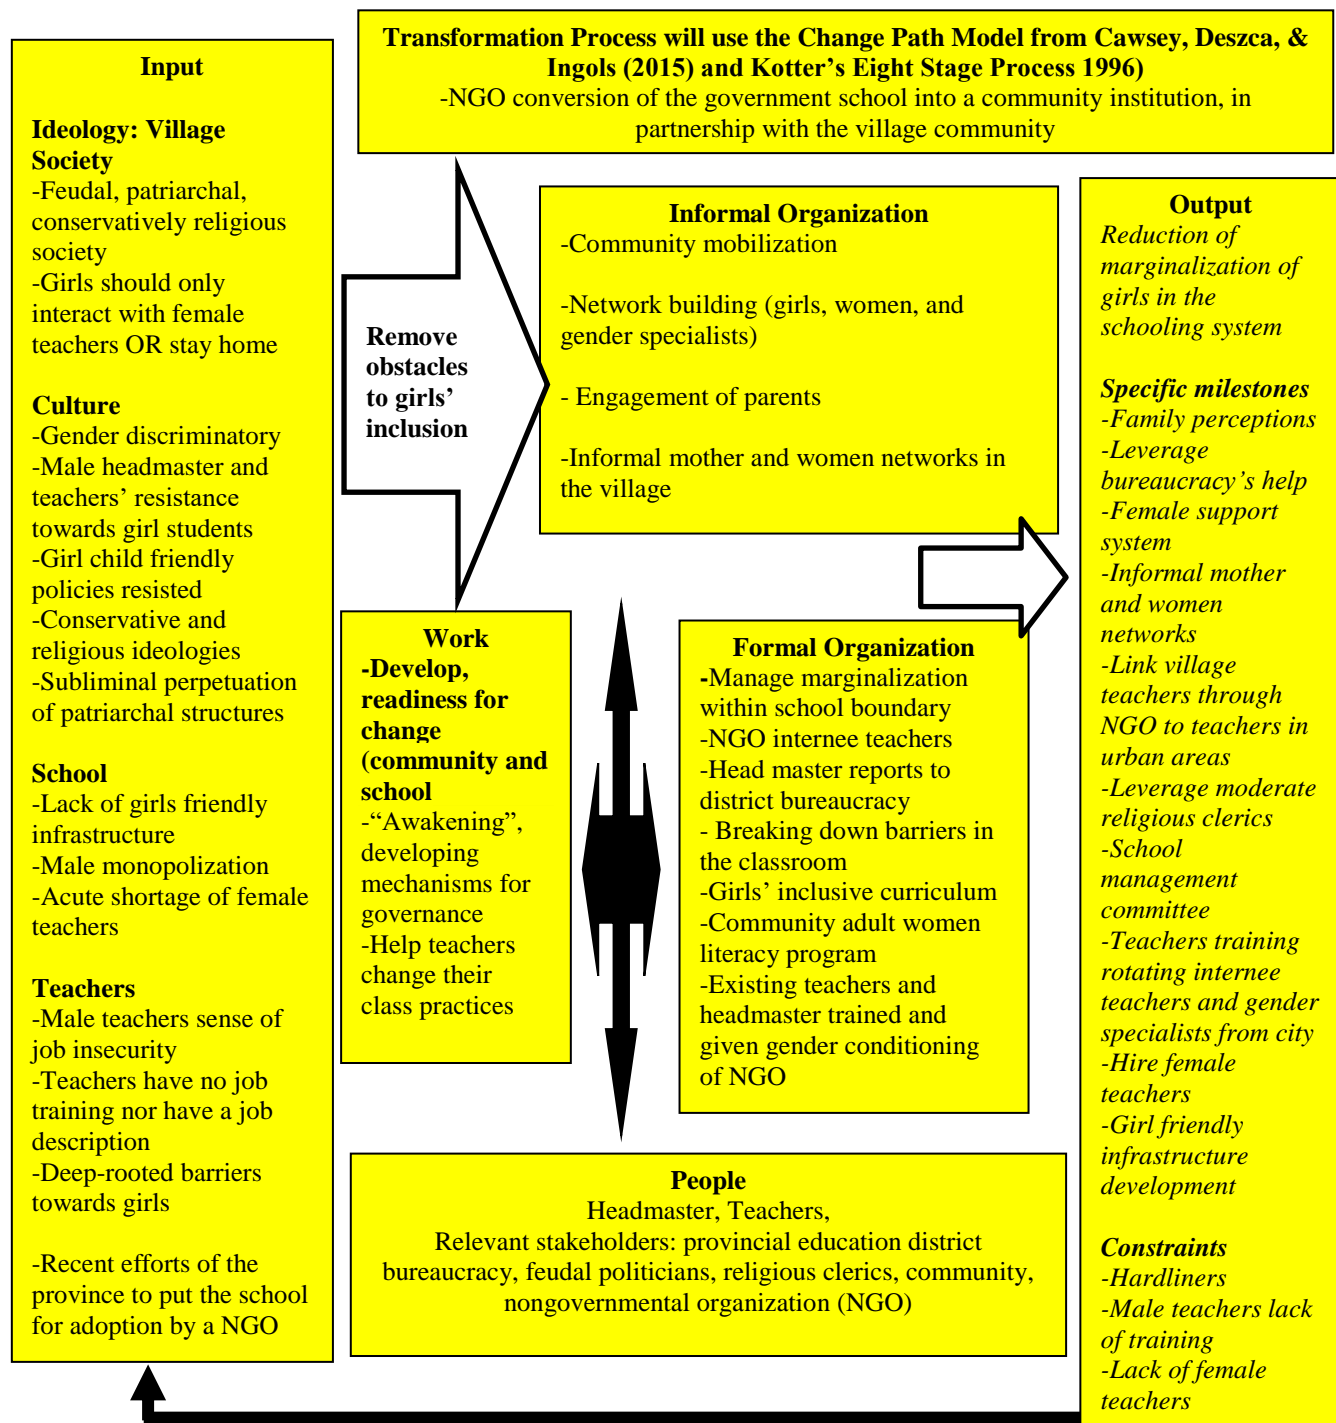 Input
Ideology: Village
Society
-Feudal, patriarchal,
conservatively religious
society
-Girls should only
interact with female
teachers OR stay home
Culture
-Gender discriminatory
-Male headmaster and
teachers’ resistance
towards girl students
-Girl child friendly
policies resisted
-Conservative and
religious ideologies
-Subliminal perpetuation
of patriarchal structures
School
-Lack of girls friendly
infrastructure
-Male monopolization
-Acute shortage of female
teachers
Teachers
-Male teachers sense of
job insecurity
-Teachers have no job
training nor have a job
description
-Deep-rooted barriers
towards girls
-Recent efforts of the
province to put the school
for adoption by a NGO
Transformation Process will use the Change Path Model from Cawsey, Deszca, &
Ingols (2015) and Kotter’s Eight Stage Process 1996)
-NGO conversion of the government school into a community institution, in
partnership with the village community
Remove
obstacles
to girls’
inclusion
Informal Organization
-Community mobilization
-Network building (girls, women, and
gender specialists)
- Engagement of parents
-Informal mother and women networks in
the village
Work
-Develop,
readiness for
change
(community and
school
-“Awakening”,
developing
mechanisms for
governance
-Help teachers
change their
class practices
Formal Organization
-Manage marginalization
within school boundary
-NGO internee teachers
-Head master reports to
district bureaucracy
- Breaking down barriers in
the classroom
-Girls’ inclusive curriculum
-Community adult women
literacy program
-Existing teachers and
headmaster trained and
given gender conditioning
of NGO
People
Headmaster, Teachers,
Relevant stakeholders: provincial education district
bureaucracy, feudal politicians, religious clerics, community,
nongovernmental organization (NGO)
Output
Reduction of
marginalization of
girls in the
schooling system
Specific milestones
-Family perceptions
-Leverage
bureaucracy’s help
-Female support
system
-Informal mother
and women
networks
-Link village
teachers through
NGO to teachers in
urban areas
-Leverage moderate
religious clerics
-School
management
committee
-Teachers training
rotating internee
teachers and gender
specialists from city
-Hire female
teachers
-Girl friendly
infrastructure
development
Constraints
-Hardliners
-Male teachers lack
of training
-Lack of female
teachers